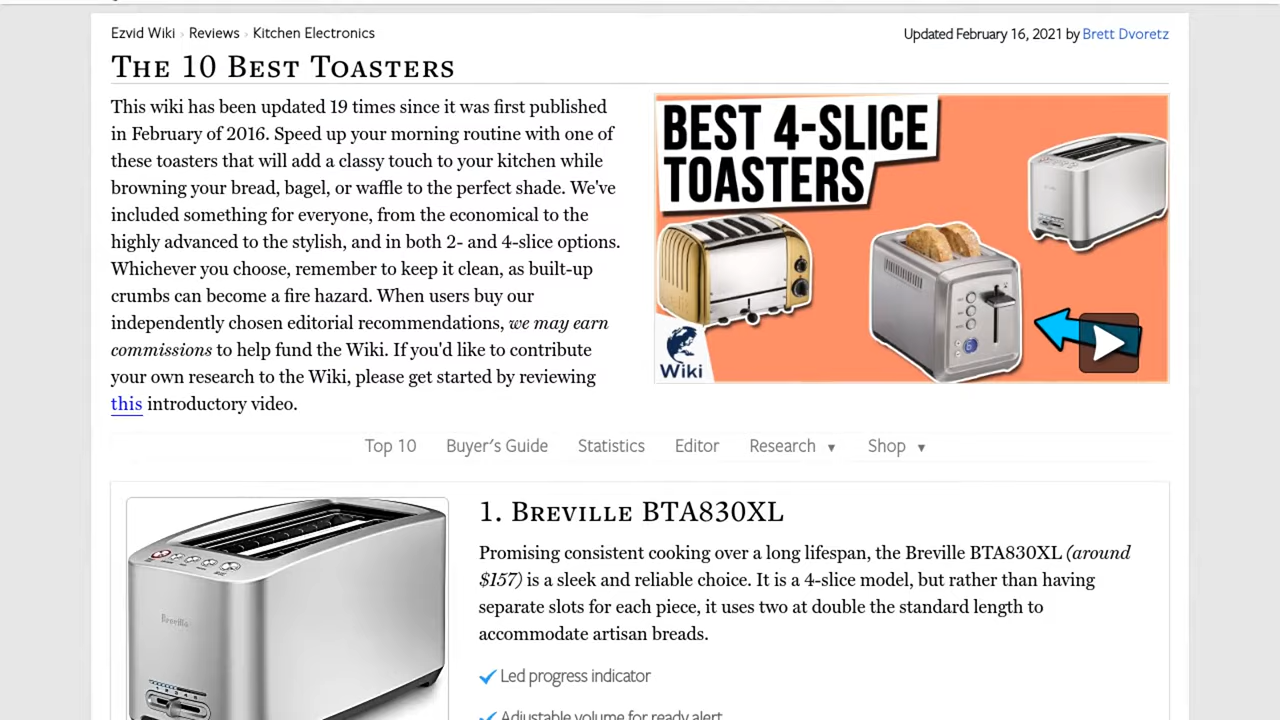 Ezvid Wiki › Reviews › Kitchen Electronics
Updated February 16, 2021 by Brett Dvoretz
The 10 Best Toasters
This wiki has been updated 19 times since it was first published
in February of 2016. Speed up your morning routine with one of
these toasters that will add a classy touch to your kitchen while
browning your bread, bagel, or waffle to the perfect shade. We've
included something for everyone, from the economical to the
highly advanced to the stylish, and in both 2- and 4-slice options.
Whichever you choose, remember to keep it clean, as built-up
crumbs can become a fire hazard. When users buy our
independently chosen editorial recommendations, we may earn
commissions to help fund the Wiki. If you'd like to contribute
your own research to the Wiki, please get started by reviewing
this introductory video.
BEST 4-SLICE
TOASTERS
Wiki
Top 10 Buyer's Guide Statistics Editor Research ▼ Shop ▼
1. Breville BTA830XL
Promising consistent cooking over a long lifespan, the Breville BTA830XL (around
$157) is a sleek and reliable choice. It is a 4-slice model, but rather than having
separate slots for each piece, it uses two at double the standard length to
accommodate artisan breads.
Led progress indicator
Adjustable volume for ready alert
Breville